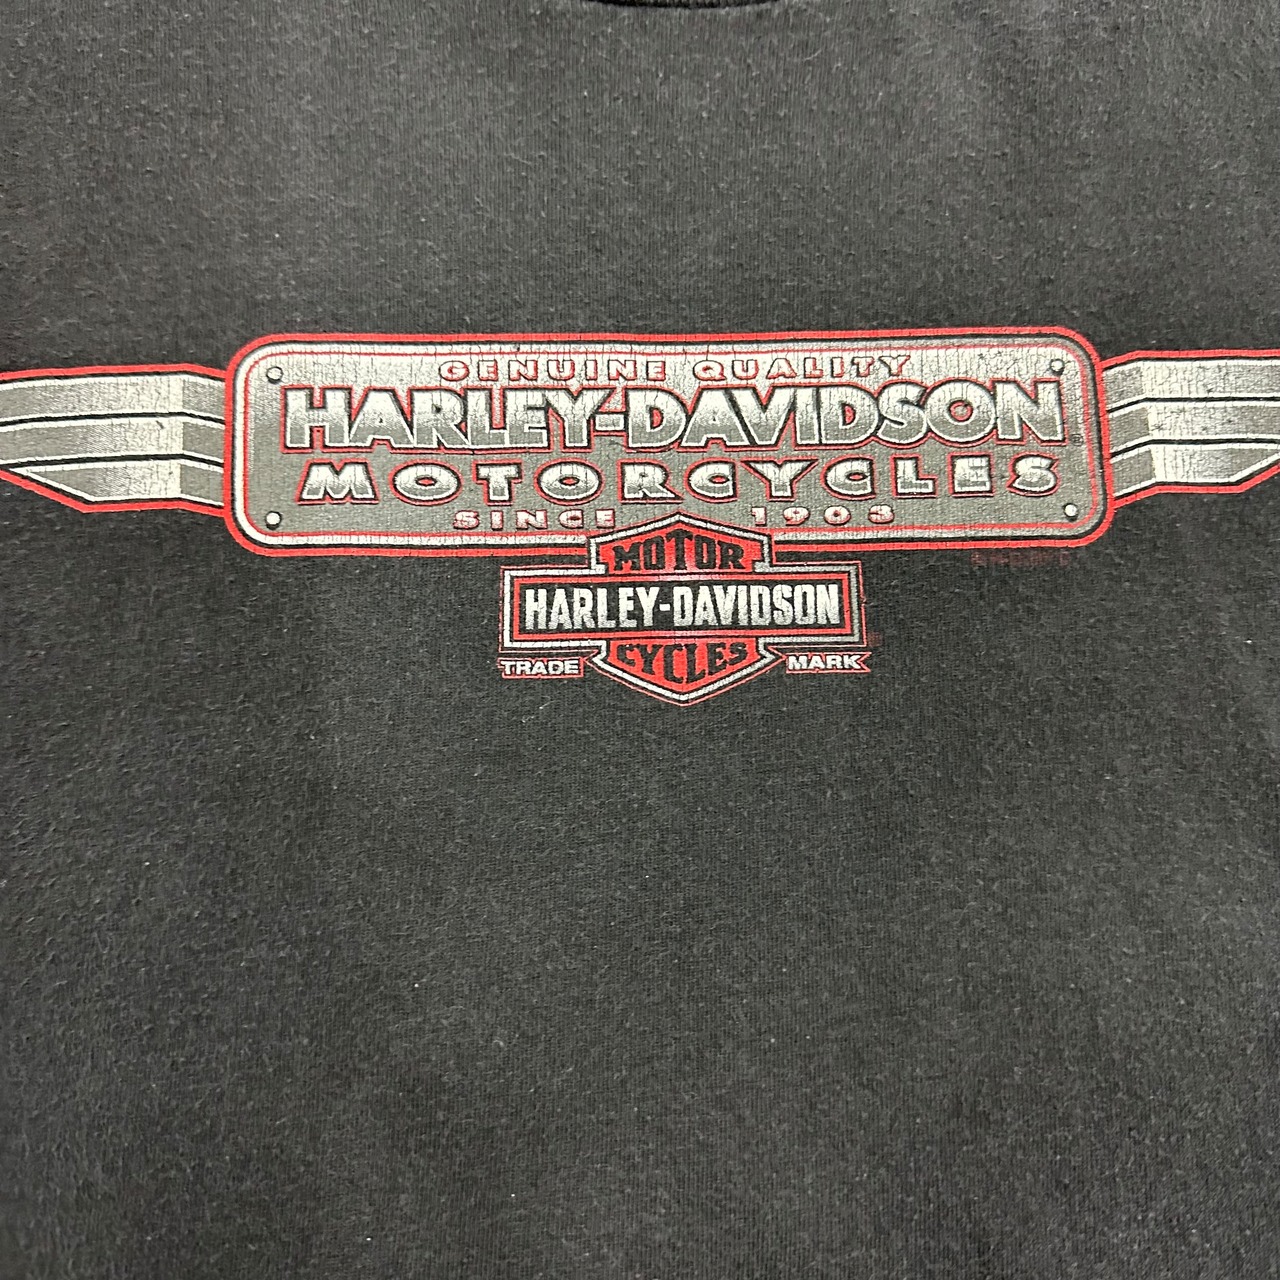 GENUINE QUALITY
HARLEY-DAVIDSON
MOTORCYCLES
SINCE 1903
MOTOR
HARLEY-DAVIDSON
CYCLES
TRADE MARK